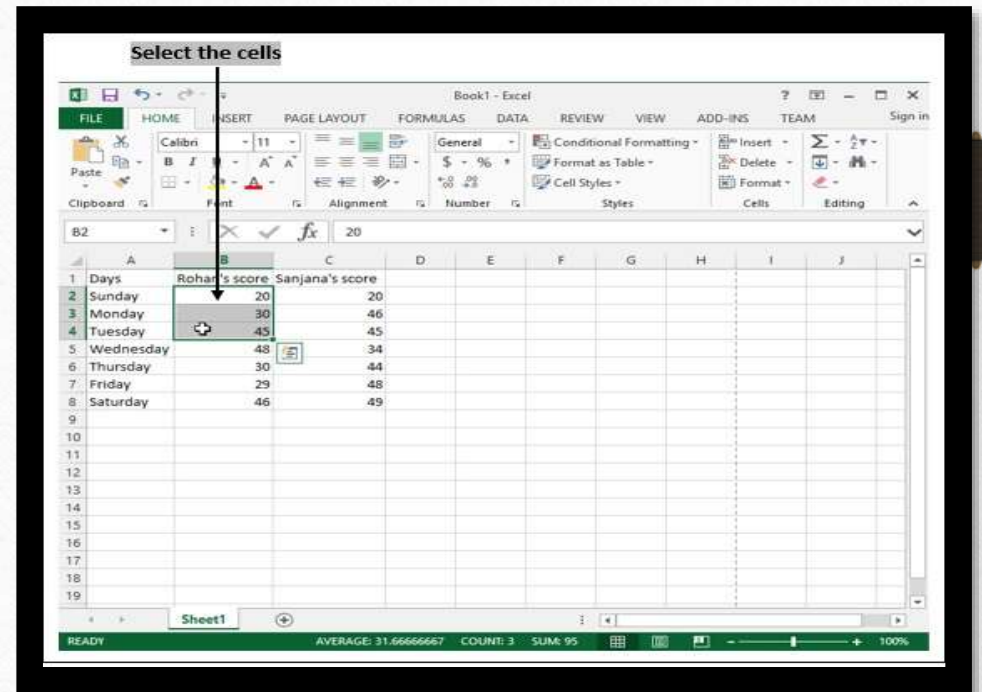 Select the cells
Book1 - Excel
FILE HOME INSERT PAGE LAYOUT FORMULAS DATA REVIEW VIEW ADD-INS TEAM Sign in
Calibri 11 General Conditional Formatting Insert
Paste B I $ % Format as Table Delete
Cell Styles Format
Clipboard Font Alignment Number Styles Cells Editing
B2 fx 20
A B C D E F G H I J
1 Days Rohan's score Sanjana's score
2 Sunday 20 20
3 Monday 30 46
4 Tuesday 45 45
5 Wednesday 48 34
6 Thursday 30 44
7 Friday 29 48
8 Saturday 46 49
9
10
11
12
13
14
15
16
17
18
19
Sheet1
READY AVERAGE: 31.66666667 COUNT: 3 SUM: 95 100%